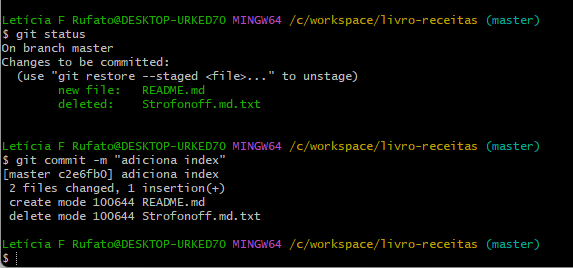 Letícia F Rufato@DESKTOP-URKED7O MINGW64 /c/workspace/livro-receitas (master)
$ git status
On branch master
Changes to be committed:
  (use "git restore --staged <file>..." to unstage)
        new file:   README.md
        deleted:    Strofonoff.md.txt

Letícia F Rufato@DESKTOP-URKED7O MINGW64 /c/workspace/livro-receitas (master)
$ git commit -m "adiciona index"
[master c2e6fb0] adiciona index
 2 files changed, 1 insertion(+)
 create mode 100644 README.md
 delete mode 100644 Strofonoff.md.txt

Letícia F Rufato@DESKTOP-URKED7O MINGW64 /c/workspace/livro-receitas (master)
$